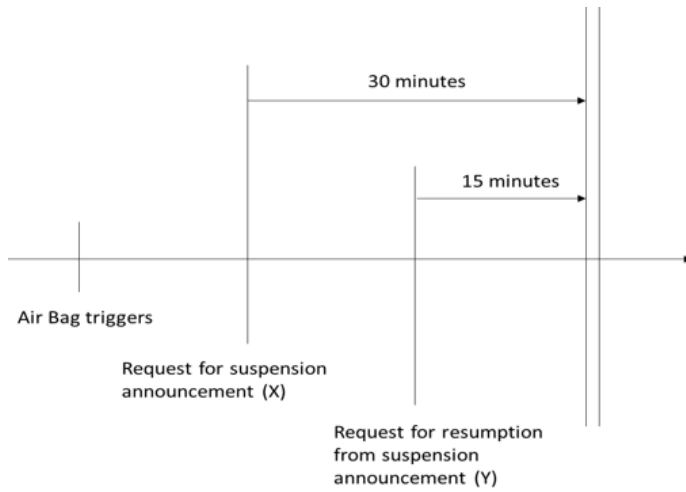 30 minutes
15 minutes
Air Bag triggers
Request for suspension
announcement (X)
Request for resumption
from suspension
announcement (Y)